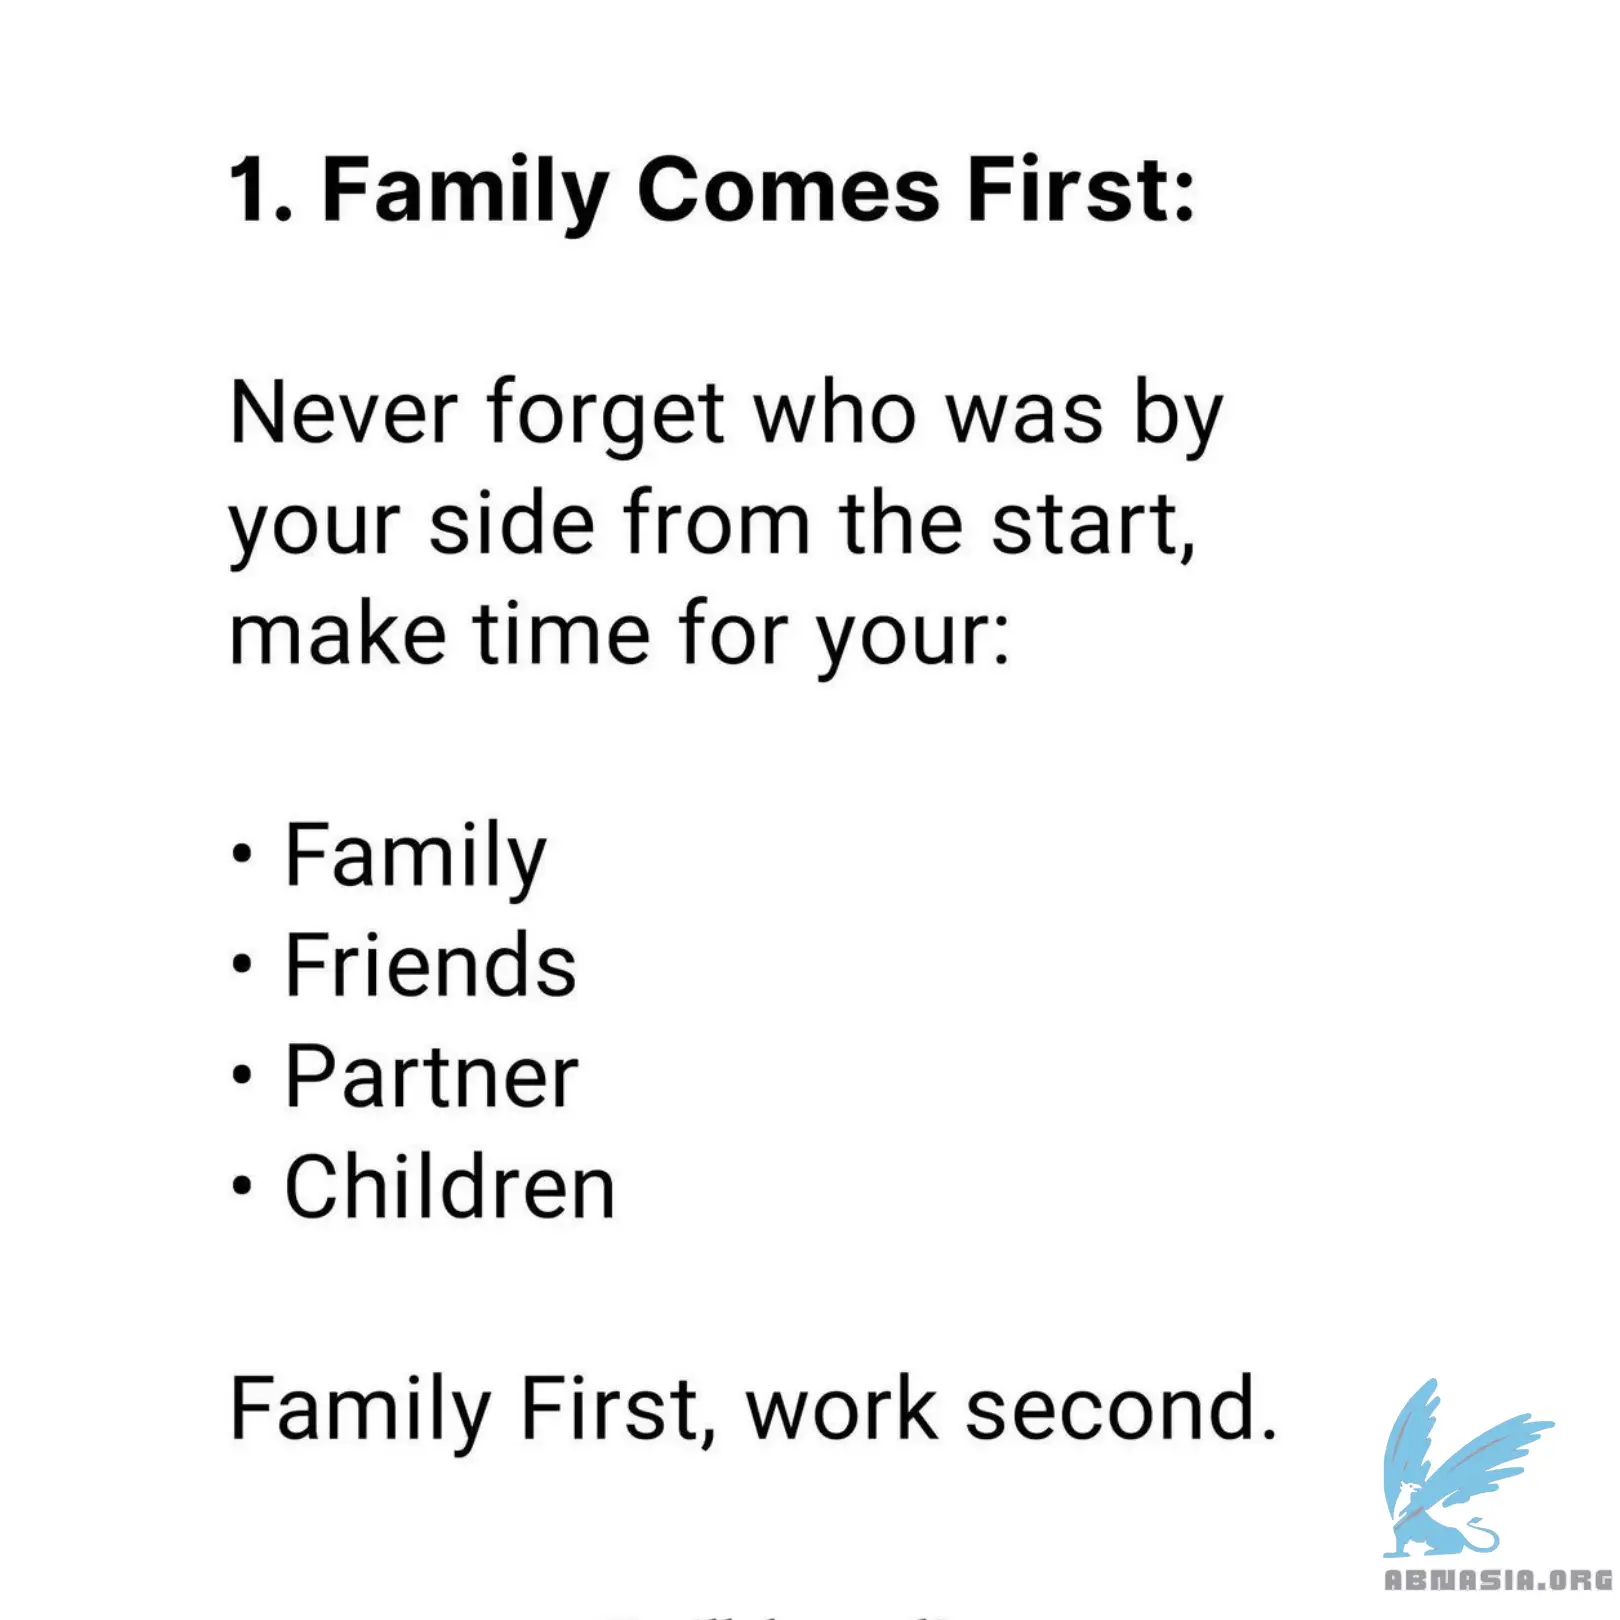 1. Family Comes First:
Never forget who was by
your side from the start,
make time for your:
• Family
• Friends
• Partner
• Children
Family First, work second.
ABNASIA.ORG